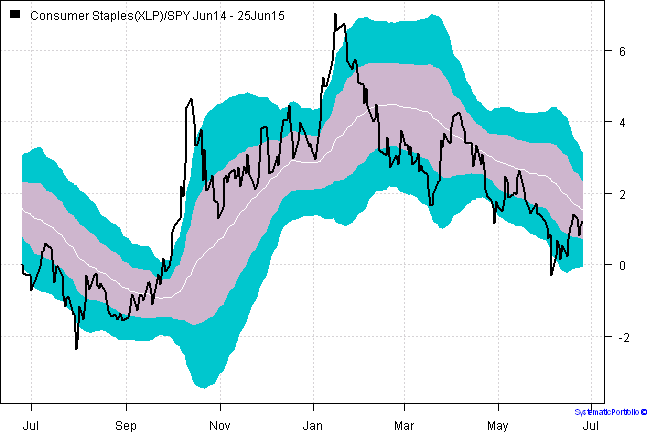 Consumer Staples(XLP)/SPY Jun14 - 25Jun15
6
4
2
0
-2
Jul Sep Nov Jan Mar May Jul
SystematicPortfolio ©